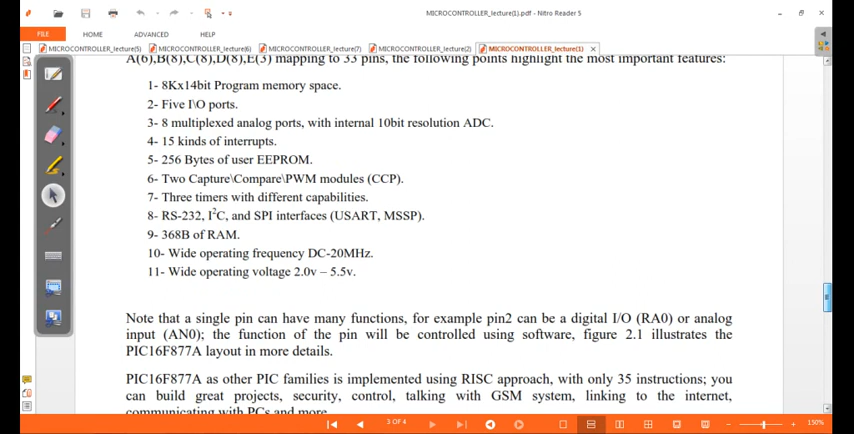 MICROCONTROLLER_lecture(1).pdf - Nitro Reader 5
FILE HOME ADVANCED HELP
MICROCONTROLLER_lecture(5) MICROCONTROLLER_lecture(6) MICROCONTROLLER_lecture(7) MICROCONTROLLER_lecture(2) MICROCONTROLLER_lecture(1)
A(6),B(8),C(8),D(8),E(3) mapping to 33 pins, the following points highlight the most important features:
1- 8Kx14bit Program memory space.
2- Five I\O ports.
3- 8 multiplexed analog ports, with internal 10bit resolution ADC.
4- 15 kinds of interrupts.
5- 256 Bytes of user EEPROM.
6- Two Capture\Compare\PWM modules (CCP).
7- Three timers with different capabilities.
8- RS-232, I²C, and SPI interfaces (USART, MSSP).
9- 368B of RAM.
10- Wide operating frequency DC-20MHz.
11- Wide operating voltage 2.0v – 5.5v.
Note that a single pin can have many functions, for example pin2 can be a digital I/O (RA0) or analog
input (AN0); the function of the pin will be controlled using software, figure 2.1 illustrates the
PIC16F877A layout in more details.
PIC16F877A as other PIC families is implemented using RISC approach, with only 35 instructions; you
can build great projects, security, control, talking with GSM system, linking to the internet,
communicating with PCs and more
3 OF 4
150%